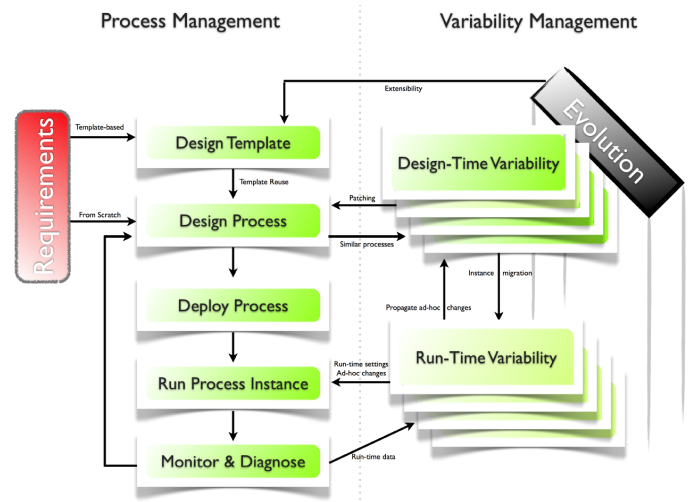 Process Management
Variability Management
Extensibility
Evolution
Requirements
Template-based
Design Template
Design-Time Variability
Template Reuse
Patching
From Scratch
Design Process
Similar processes
Instance migration
Deploy Process
Propagate ad-hoc changes
Run-Time Variability
Run-time settings
Ad-hoc changes
Run Process Instance
Monitor & Diagnose
Run-time data